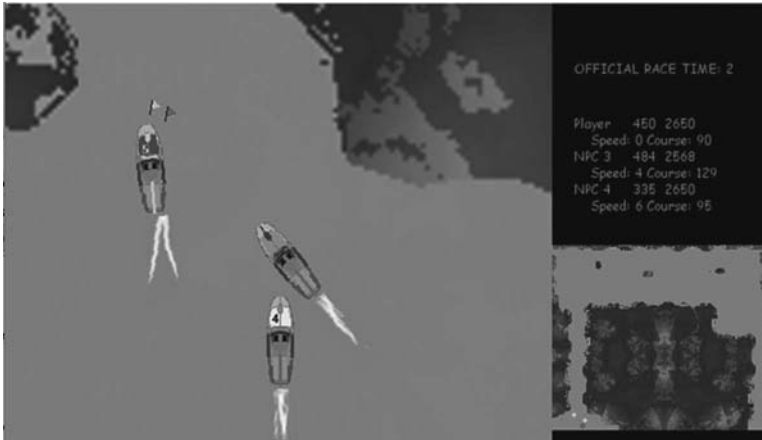 OFFICIAL RACE TIME: 2
Player 450 2650
Speed: 0 Course: 90
NPC 3 484 2568
Speed: 4 Course: 129
NPC 4 335 2650
Speed: 6 Course: 95
4